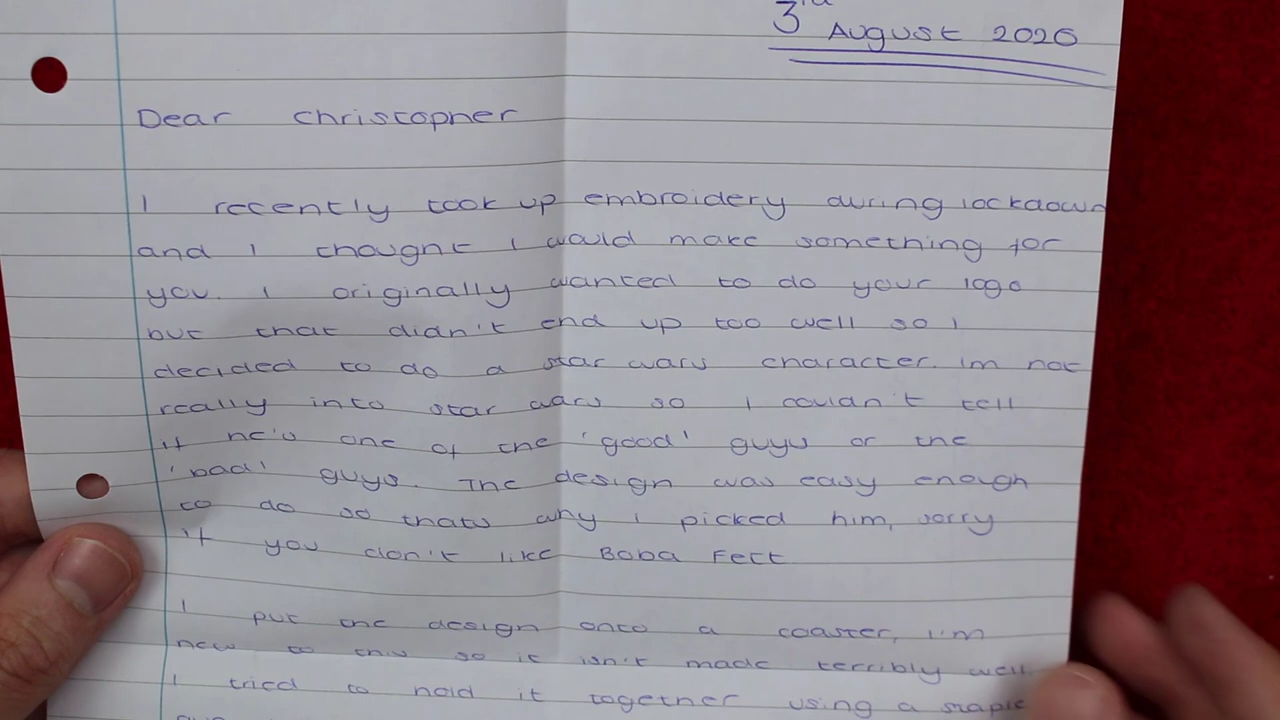 3rd August 2020
Dear Christopher
I recently took up embroidery during lockdown
and I thought I would make something for
you. I originally wanted to do your logo
but that didn't end up too well so I
decided to do a star wars character. im not
really into star wars so I couldn't tell
if he's one of the 'good' guys or the
'bad' guys. The design was easy enough
to do so thats why I picked him, sorry
if you don't like Boba Fett
I put the design onto a coaster, I'm
new to this so it isn't made terribly well.
I tried to hold it together using a staple